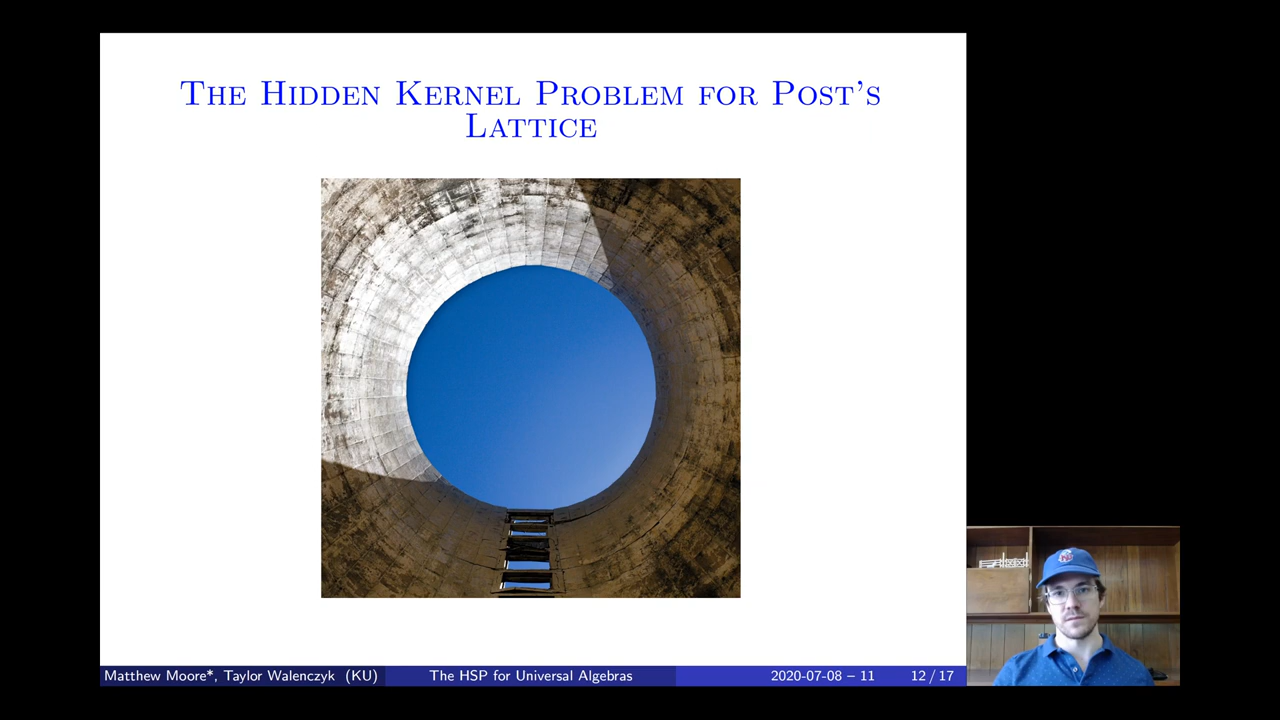 The Hidden Kernel Problem for Post's
Lattice
Matthew Moore*, Taylor Walenczyk (KU) The HSP for Universal Algebras 2020-07-08 – 11 12 / 17